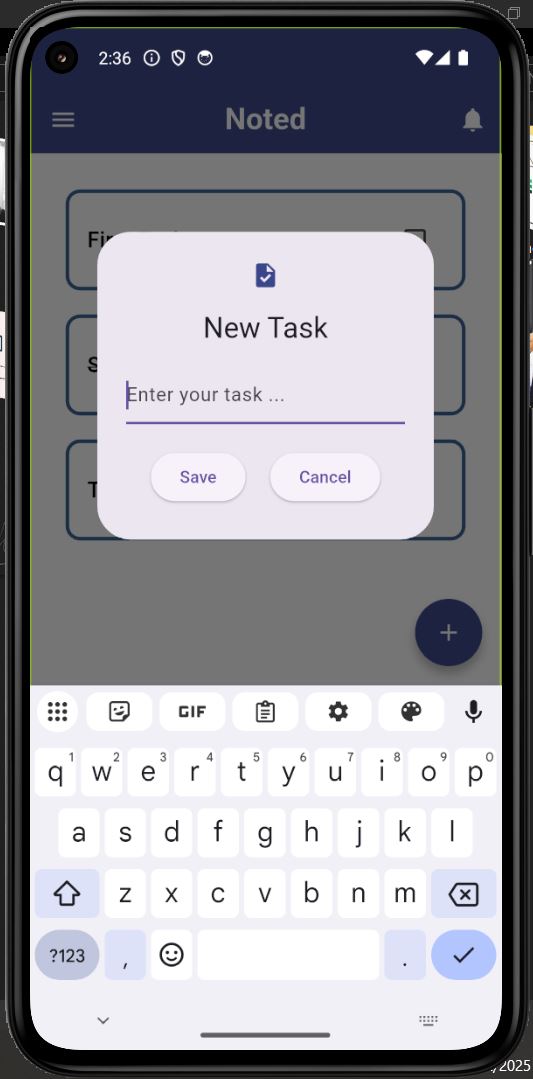 2:36
Noted
Fir
New Task
S
Enter your task ...
Save Cancel
T
+
GIF
q1 w2 e3 r4 t5 y6 u7 i8 o9 p0
a s d f g h j k l
z x c v b n m
?123 , .
/2025